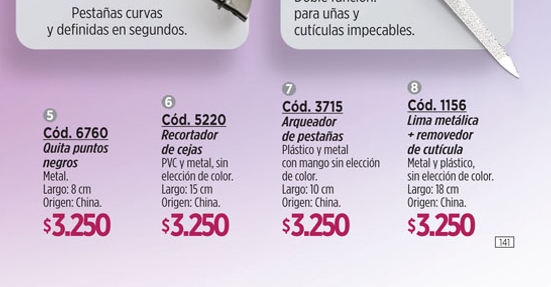 Pestañas curvas
y definidas en segundos.
para uñas y
cutículas impecables.
5
Cód. 6760
Quita puntos
negros
Metal.
Largo: 8 cm
Origen: China.
$3.250
6
Cód. 5220
Recortador
de cejas
PVC y metal, sin
elección de color.
Largo: 15 cm
Origen: China.
$3.250
7
Cód. 3715
Arqueador
de pestañas
Plástico y metal
con mango sin elección
de color.
Largo: 10 cm
Origen: China.
$3.250
8
Cód. 1156
Lima metálica
+ removedor
de cutícula
Metal y plástico,
sin elección de color.
Largo: 18 cm
Origen: China.
$3.250
141